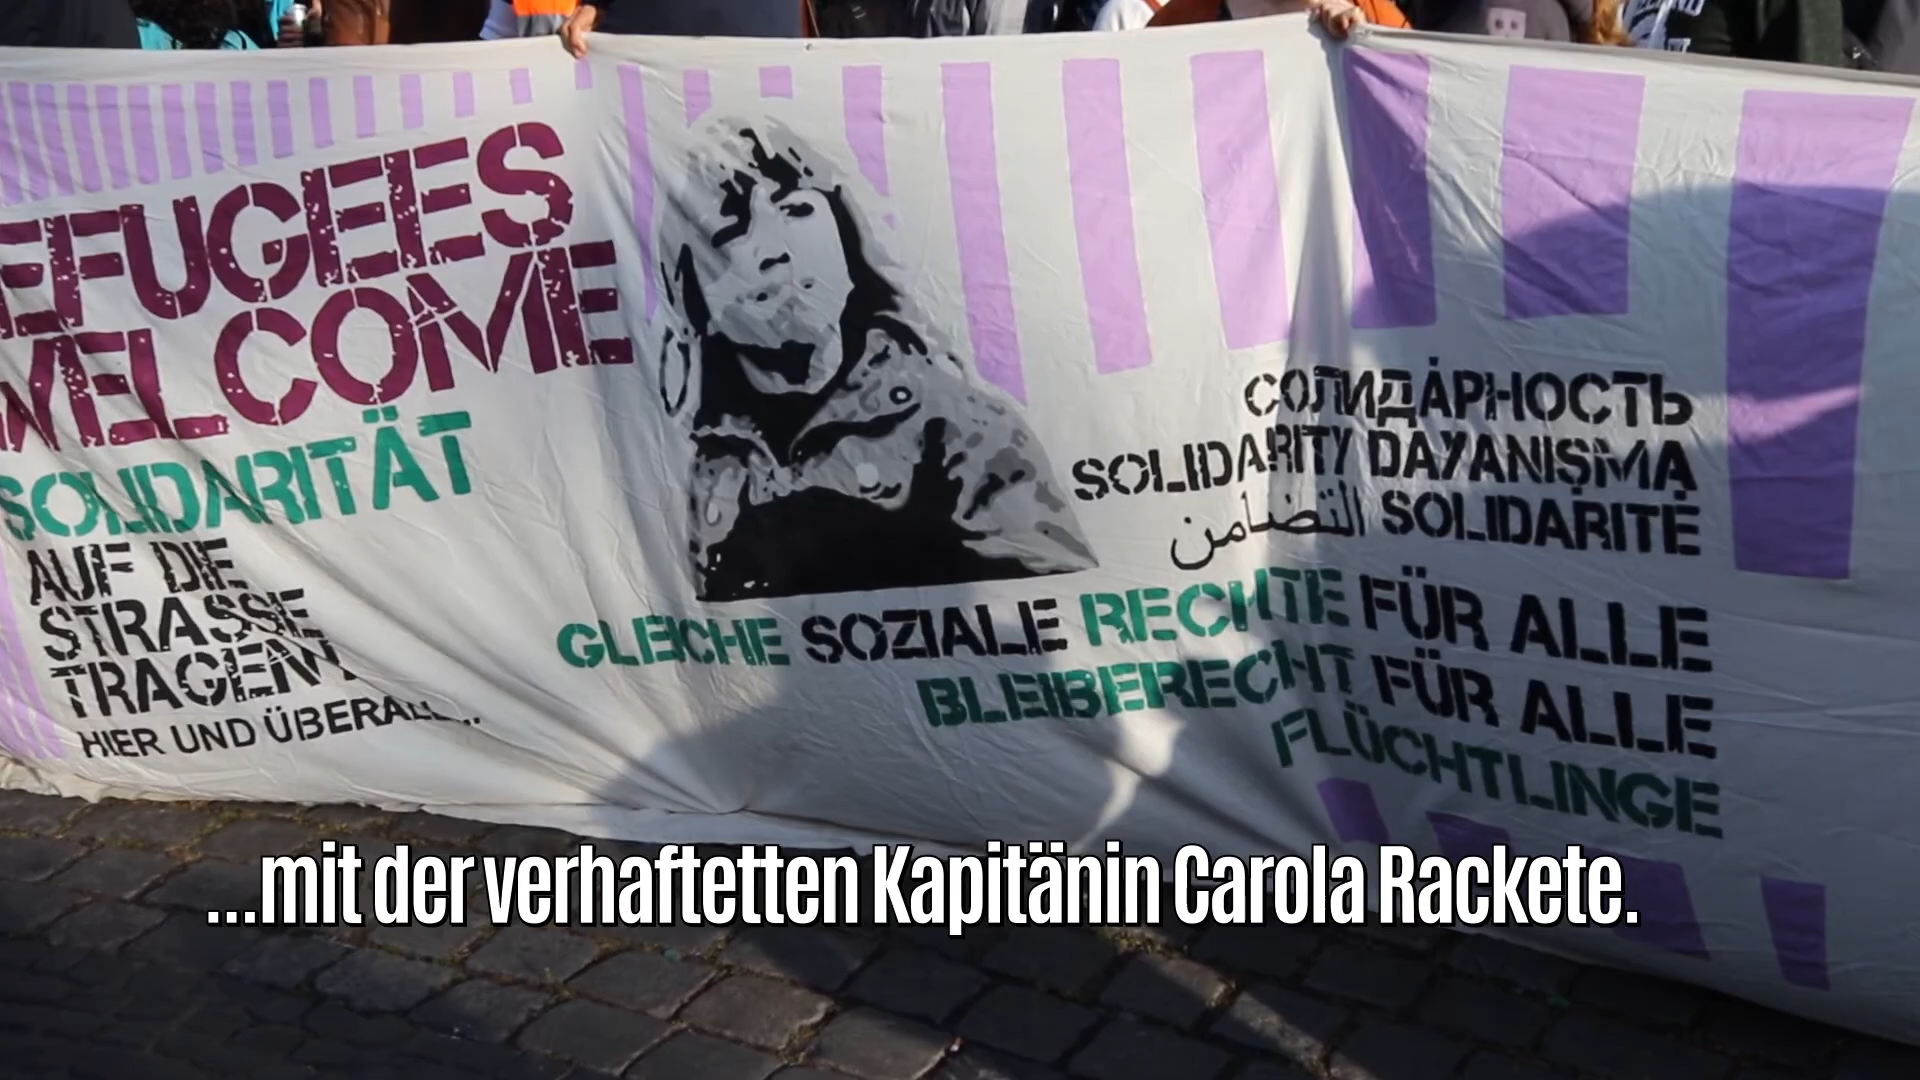 EFUGEES
WELCOME
SOLIDARITÄT
AUF DIE
STRASSE
TRAGEN!
HIER UND ÜBERALL...
СОЛИДАРНОСТЬ
SOLIDARITY DAYANIŞMA
التضامن SOLIDARITÉ
GLEICHE SOZIALE RECHTE FÜR ALLE
BLEIBERECHT FÜR ALLE
FLÜCHTLINGE
...mit der verhaftetten Kapitänin Carola Rackete.